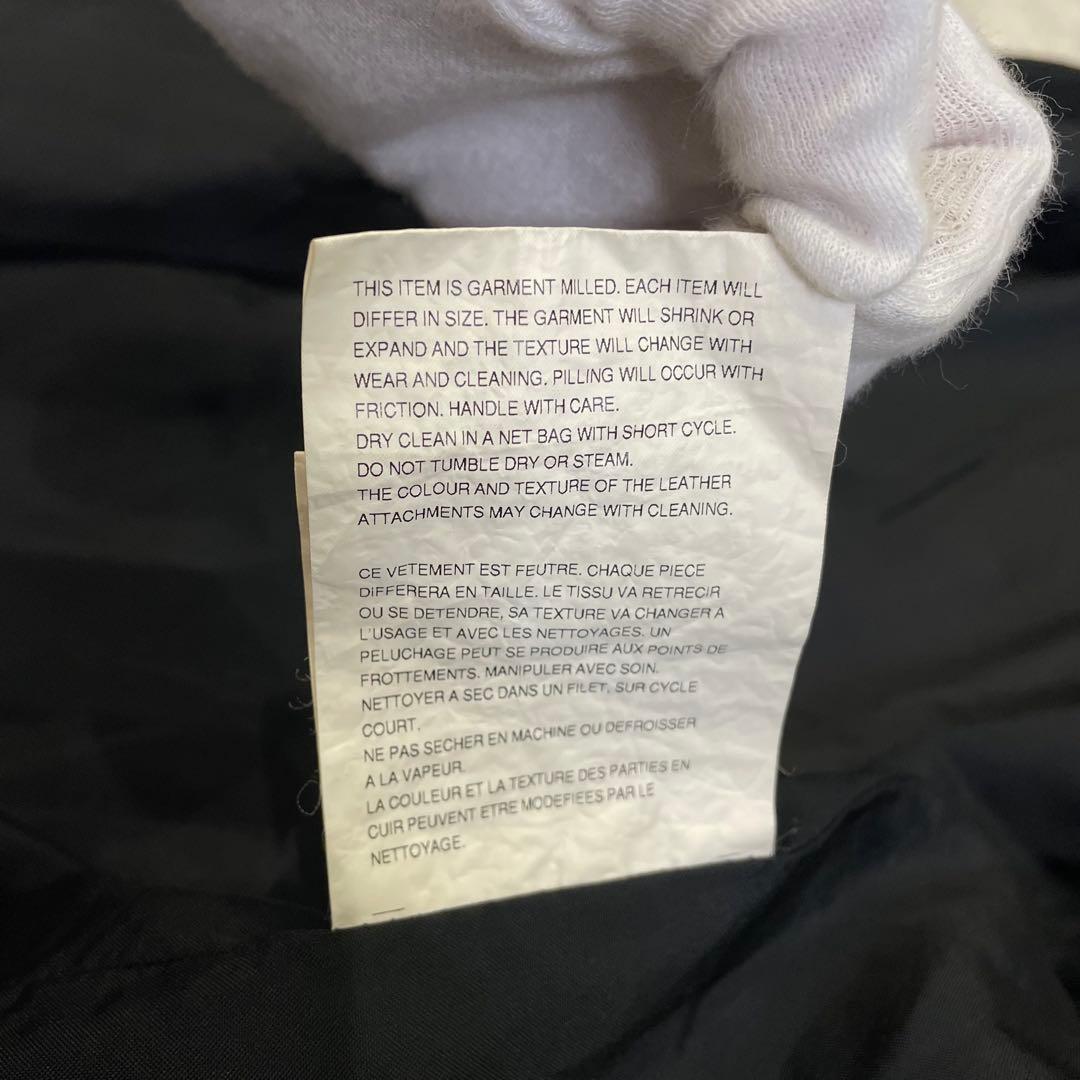 THIS ITEM IS GARMENT MILLED. EACH ITEM WILL
DIFFER IN SIZE. THE GARMENT WILL SHRINK OR
EXPAND AND THE TEXTURE WILL CHANGE WITH
WEAR AND CLEANING. PILLING WILL OCCUR WITH
FRICTION. HANDLE WITH CARE.
DRY CLEAN IN A NET BAG WITH SHORT CYCLE.
DO NOT TUMBLE DRY OR STEAM.
THE COLOUR AND TEXTURE OF THE LEATHER
ATTACHMENTS MAY CHANGE WITH CLEANING.
CE VETEMENT EST FEUTRE. CHAQUE PIECE
DIFFERERA EN TAILLE. LE TISSU VA RETRECIR
OU SE DETENDRE, SA TEXTURE VA CHANGER A
L'USAGE ET AVEC LES NETTOYAGES. UN
PELUCHAGE PEUT SE PRODUIRE AUX POINTS DE
FROTTEMENTS. MANIPULER AVEC SOIN.
NETTOYER A SEC DANS UN FILET, SUR CYCLE
COURT.
NE PAS SECHER EN MACHINE OU DEFROISSER
A LA VAPEUR.
LA COULEUR ET LA TEXTURE DES PARTIES EN
CUIR PEUVENT ETRE MODEFIEES PAR LE
NETTOYAGE.